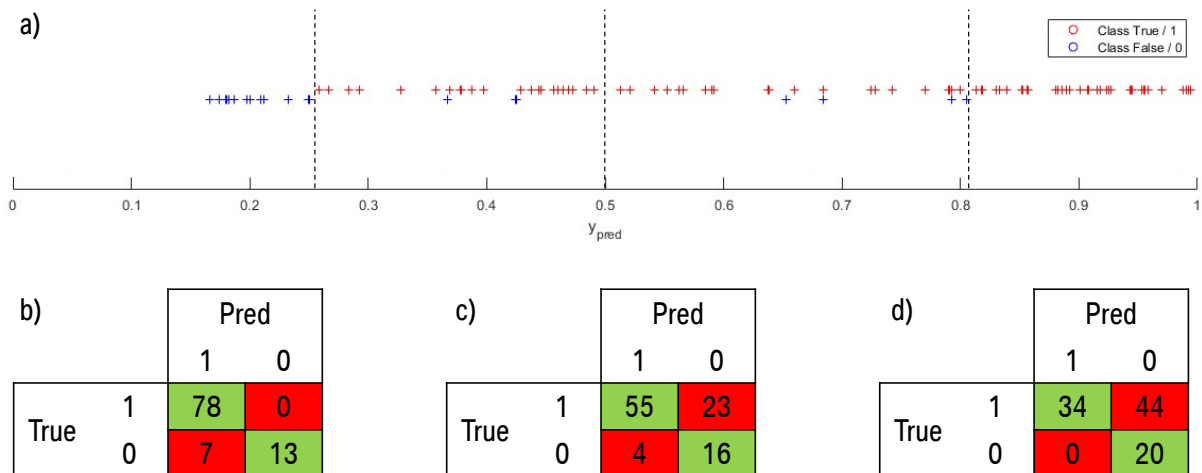 a)
Class True / 1
Class False / 0
0 0.1 0.2 0.3 0.4 0.5 0.6 0.7 0.8 0.9 1
y_pred
b)
Pred
1 0
True
1 78 0
0 7 13
c)
Pred
1 0
True
1 55 23
0 4 16
d)
Pred
1 0
True
1 34 44
0 0 20